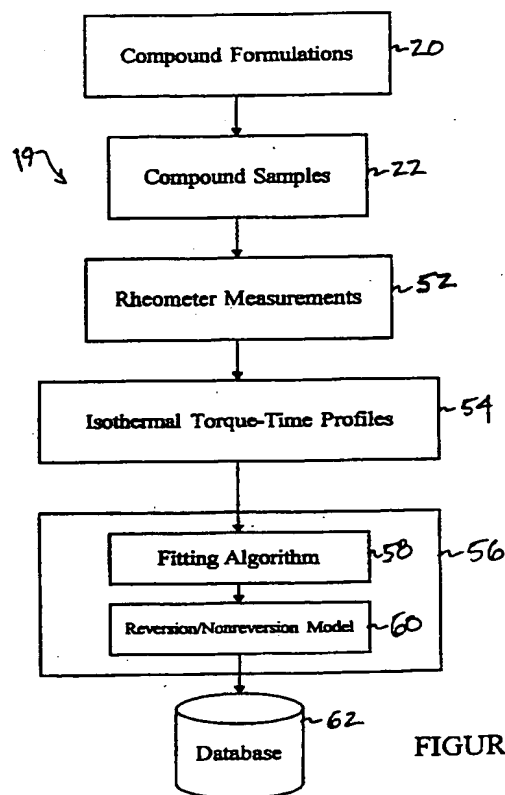 Compound Formulations 20
19
Compound Samples 22
Rheometer Measurements 52
Isothermal Torque-Time Profiles 54
Fitting Algorithm 58 56
Reversion/Nonreversion Model 60
62
Database
FIGUR